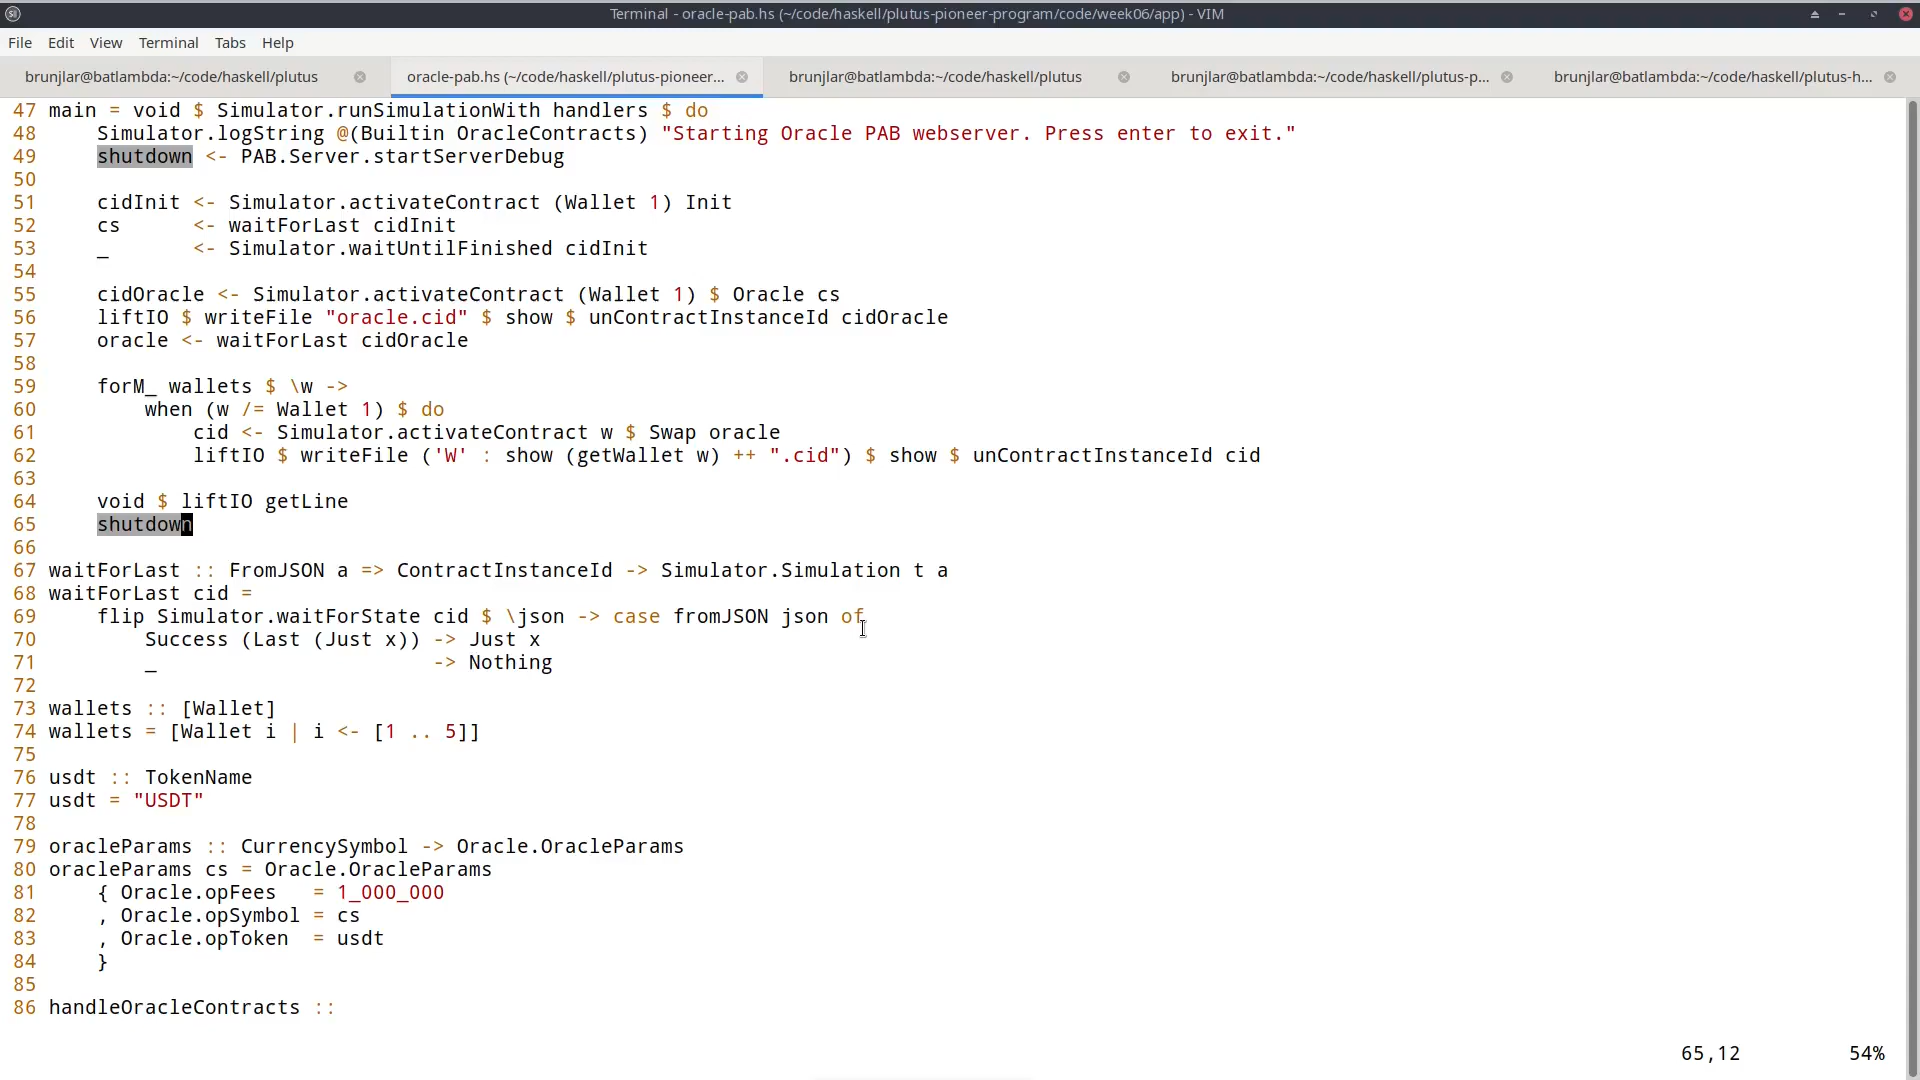 Terminal - oracle-pab.hs (~/code/haskell/plutus-pioneer-program/code/week06/app) - VIM
File Edit View Terminal Tabs Help
brunjlar@batlambda:~/code/haskell/plutus oracle-pab.hs (~/code/haskell/plutus-pioneer... brunjlar@batlambda:~/code/haskell/plutus brunjlar@batlambda:~/code/haskell/plutus-p... brunjlar@batlambda:~/code/haskell/plutus-h...
47 main = void $ Simulator.runSimulationWith handlers $ do
48     Simulator.logString @(Builtin OracleContracts) "Starting Oracle PAB webserver. Press enter to exit."
49     shutdown <- PAB.Server.startServerDebug
50
51     cidInit <- Simulator.activateContract (Wallet 1) Init
52     cs      <- waitForLast cidInit
53     _       <- Simulator.waitUntilFinished cidInit
54
55     cidOracle <- Simulator.activateContract (Wallet 1) $ Oracle cs
56     liftIO $ writeFile "oracle.cid" $ show $ unContractInstanceId cidOracle
57     oracle <- waitForLast cidOracle
58
59     forM_ wallets $ \w ->
60         when (w /= Wallet 1) $ do
61             cid <- Simulator.activateContract w $ Swap oracle
62             liftIO $ writeFile ('W' : show (getWallet w) ++ ".cid") $ show $ unContractInstanceId cid
63
64     void $ liftIO getLine
65     shutdown
66
67 waitForLast :: FromJSON a => ContractInstanceId -> Simulator.Simulation t a
68 waitForLast cid =
69     flip Simulator.waitForState cid $ \json -> case fromJSON json of
70         Success (Last (Just x)) -> Just x
71         _                       -> Nothing
72
73 wallets :: [Wallet]
74 wallets = [Wallet i | i <- [1 .. 5]]
75
76 usdt :: TokenName
77 usdt = "USDT"
78
79 oracleParams :: CurrencySymbol -> Oracle.OracleParams
80 oracleParams cs = Oracle.OracleParams
81     { Oracle.opFees   = 1_000_000
82     , Oracle.opSymbol = cs
83     , Oracle.opToken  = usdt
84     }
85
86 handleOracleContracts ::
65,12 54%